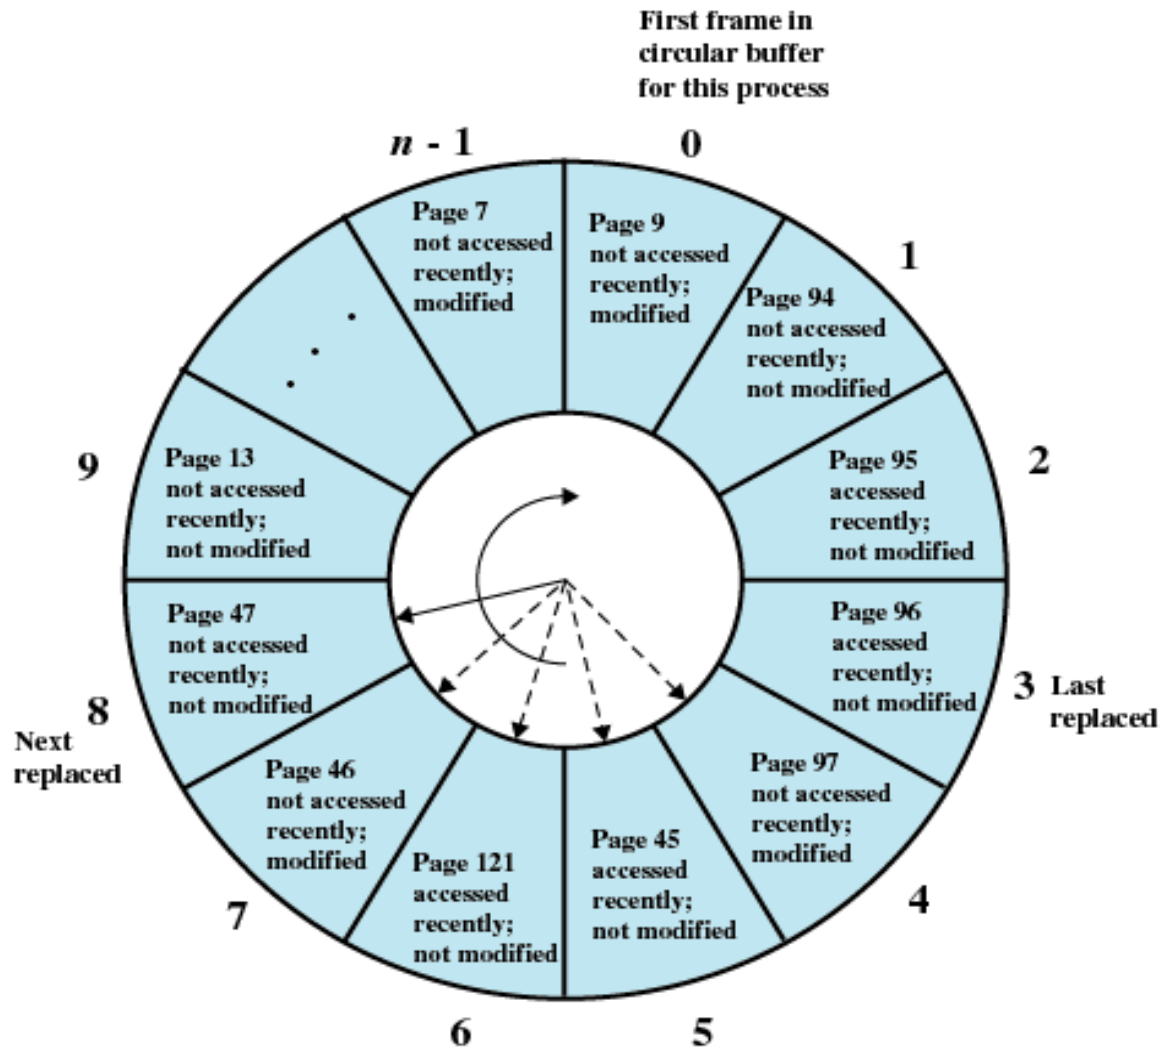 First frame in
circular buffer
for this process
n - 1
0
Page 7
not accessed
recently;
modified
Page 9
not accessed
recently;
modified
1
Page 94
not accessed
recently;
not modified
2
Page 95
accessed
recently;
not modified
3
Last
replaced
Page 96
accessed
recently;
not modified
4
Page 97
not accessed
recently;
modified
5
Page 45
accessed
recently;
not modified
6
Page 121
accessed
recently;
not modified
7
Page 46
not accessed
recently;
modified
8
Next
replaced
Page 47
not accessed
recently;
not modified
9
Page 13
not accessed
recently;
not modified